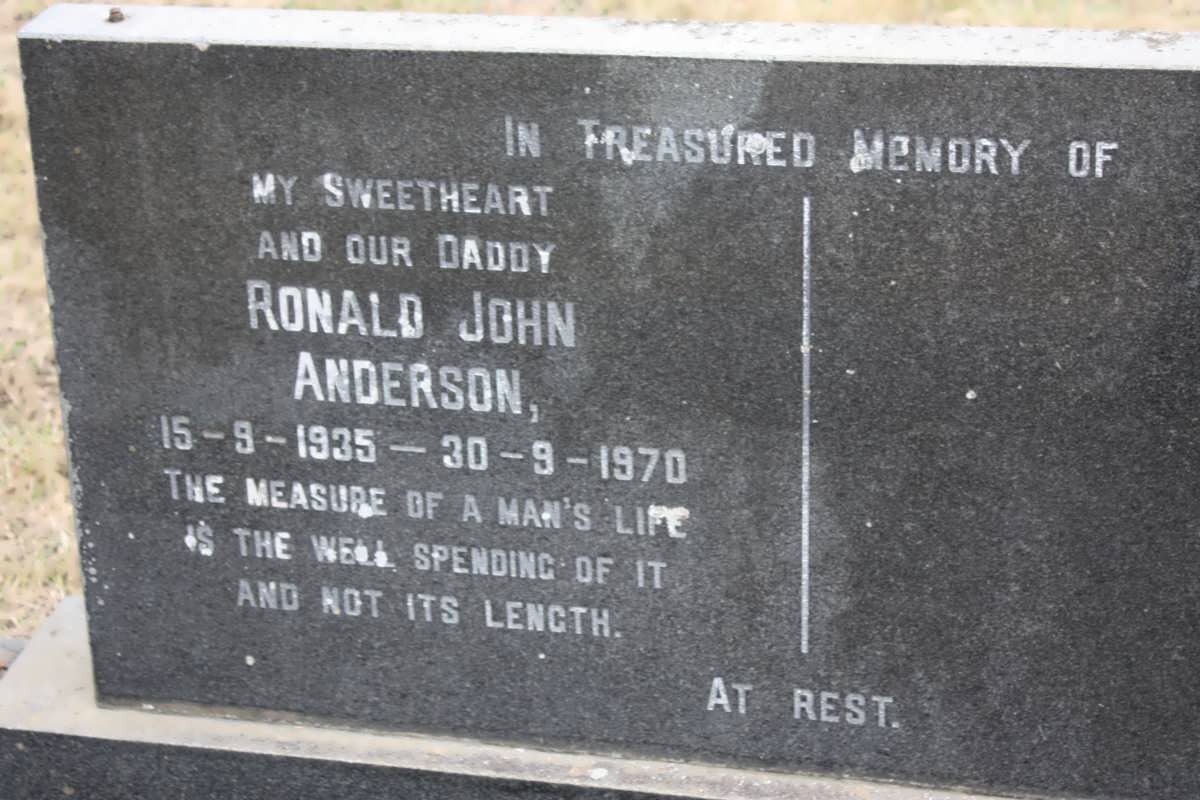 In Treasured Memory of
my Sweetheart
and our Daddy
Ronald John
Anderson,
15-9-1935 — 30-9-1970
The measure of a man's life
is the well spending of it
and not its length.
At rest.